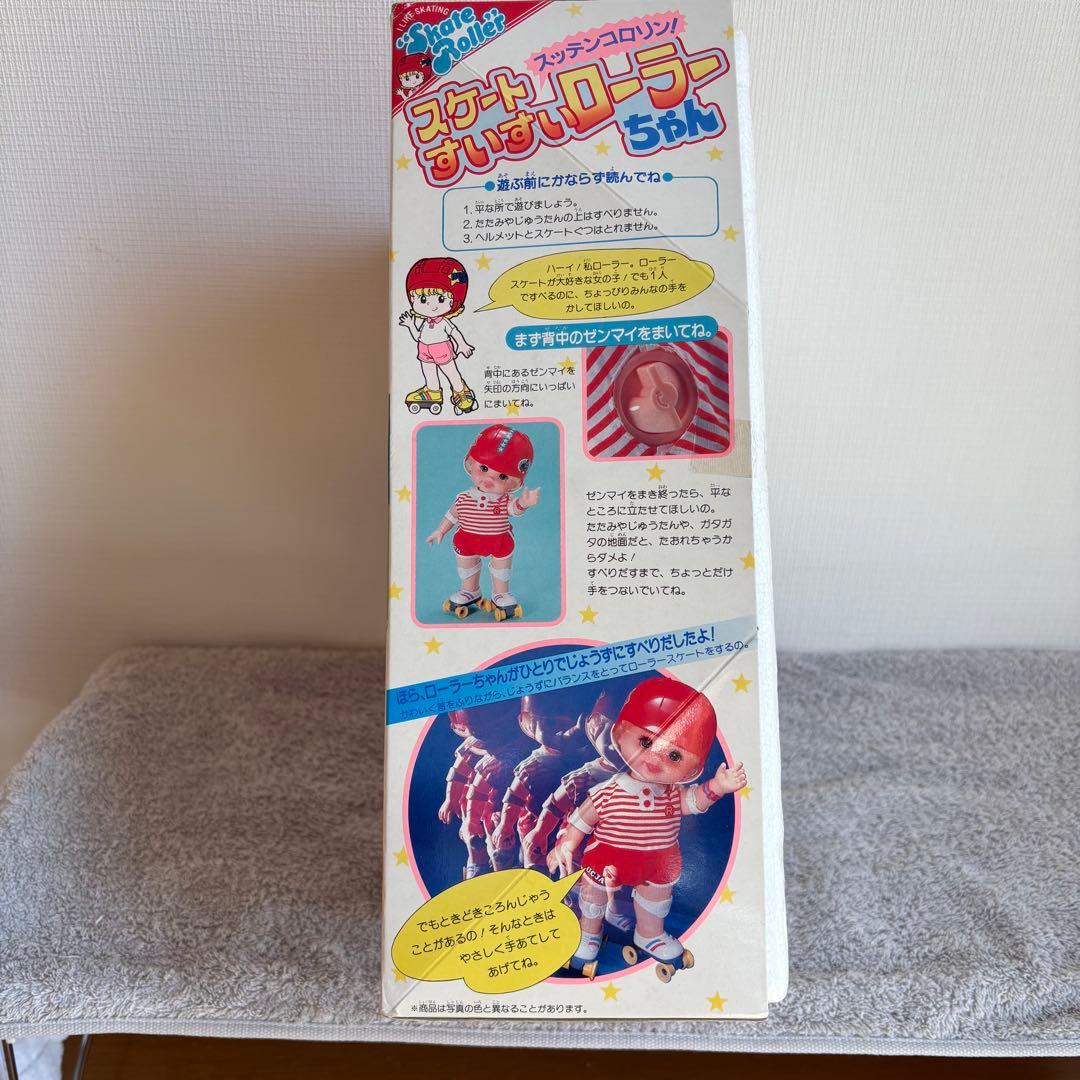 I LIKE SKATING
"Skate
Roller"
スッテンコロリン!
スケート
すいすいローラー
ちゃん
遊ぶ前にかならず読んでね
1. 平な所で遊びましょう。
2. たたみやじゅうたんの上はすべりません。
3. ヘルメットとスケートぐつはとれません。
ハーイ!私ローラー。ローラー
スケートが大好きな女の子!でも1人
ですべるのに、ちょっぴりみんなの手を
かしてほしいの。
まず背中のゼンマイをまいてね。
背中にあるゼンマイを
矢印の方向にいっぱい
にまいてね。
ゼンマイをまき終ったら、平な
ところに立たせてほしいの。
たたみやじゅうたんや、ガタガ
タの地面だと、たおれちゃうか
らダメよ!
すべりだすまで、ちょっとだけ
手をつないでいてね。
ほら、ローラーちゃんがひとりでじょうずにすべりだしたよ!
かわいく首をふりながら、じょうずにバランスをとってローラースケートをするの。
R
でもときどきころんじゃう
ことがあるの!そんなときは
やさしく手あてして
あげてね。
※商品は写真の色と異なることがあります。